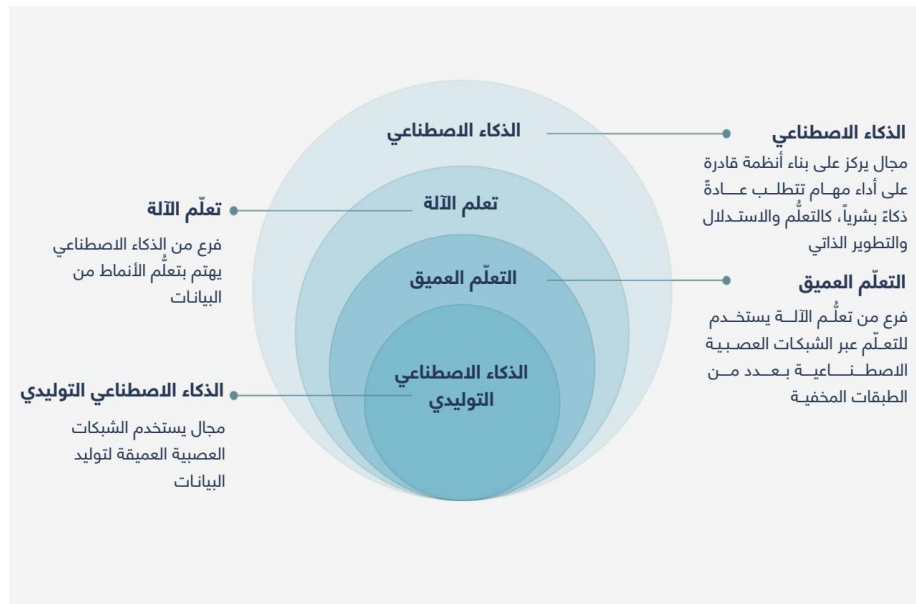 الذكاء الاصطناعي
تعلم الآلة
التعلّم العميق
الذكاء الاصطناعي
التوليدي
الذكاء الاصطناعي
مجال يركز على بناء أنظمة قادرة
على أداء مهام تتطلب عادةً
ذكاءً بشرياً، كالتعلُّم والاستدلال
والتطوير الذاتي
تعلّم الآلة
فرع من الذكاء الاصطناعي
يهتم بتعلُّم الأنماط من
البيانات
التعلّم العميق
فرع من تعلُّم الآلة يستخدم
للتعلّم عبر الشبكات العصبية
الاصطناعية بعدد من
الطبقات المخفية
الذكاء الاصطناعي التوليدي
مجال يستخدم الشبكات
العصبية العميقة لتوليد
البيانات